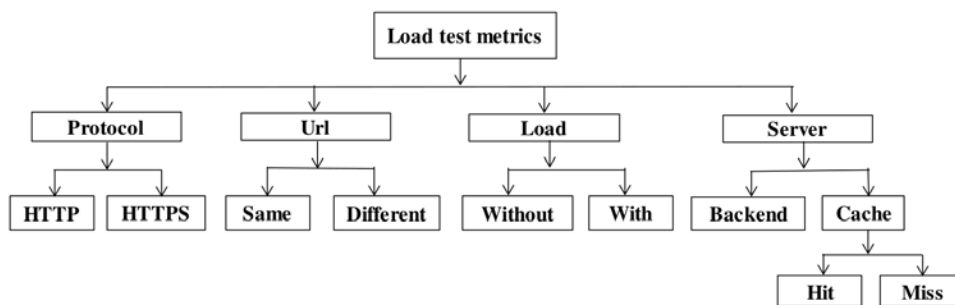 Load test metrics
Protocol
Url
Load
Server
HTTP
HTTPS
Same
Different
Without
With
Backend
Cache
Hit
Miss